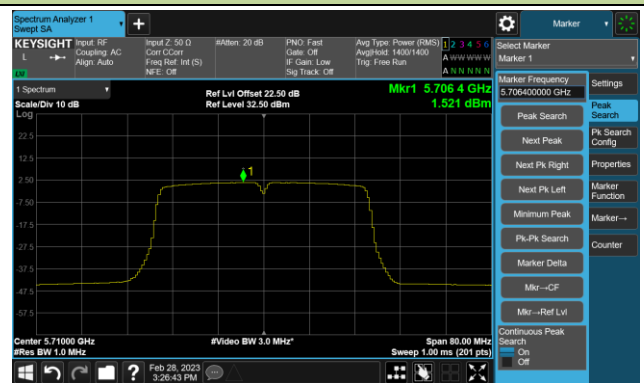 Spectrum Analyzer 1
Swept SA
Marker
KEYSIGHT
L
Input: RF
Coupling: AC
Align: Auto
Input Z: 50 Ω
Corr CCorr
Freq Ref: Int (S)
NFE: Off
#Atten: 20 dB
PNO: Fast
Gate: Off
IF Gain: Low
Sig Track: Off
Avg Type: Power (RMS)
Avg|Hold: 1400/1400
Trig: Free Run
1 2 3 4 5 6
A W W W W W
A N N N N N
Select Marker
Marker 1
LXI
1 Spectrum
Scale/Div 10 dB
Log
Ref Lvl Offset 22.50 dB
Ref Level 32.50 dBm
Mkr1 5.706 4 GHz
1.521 dBm
22.5
12.5
2.50
-7.50
-17.5
-27.5
-37.5
-47.5
-57.5
1
Center 5.71000 GHz
#Res BW 1.0 MHz
#Video BW 3.0 MHz*
Span 80.00 MHz
Sweep 1.00 ms (201 pts)
Marker Frequency
5.706400000 GHz
Peak Search
Next Peak
Next Pk Right
Next Pk Left
Minimum Peak
Pk-Pk Search
Marker Delta
Mkr→CF
Mkr→Ref Lvl
Continuous Peak
Search
On
Off
Settings
Peak
Search
Pk Search
Config
Properties
Marker
Function
Marker→
Counter
?
Feb 28, 2023
3:26:43 PM